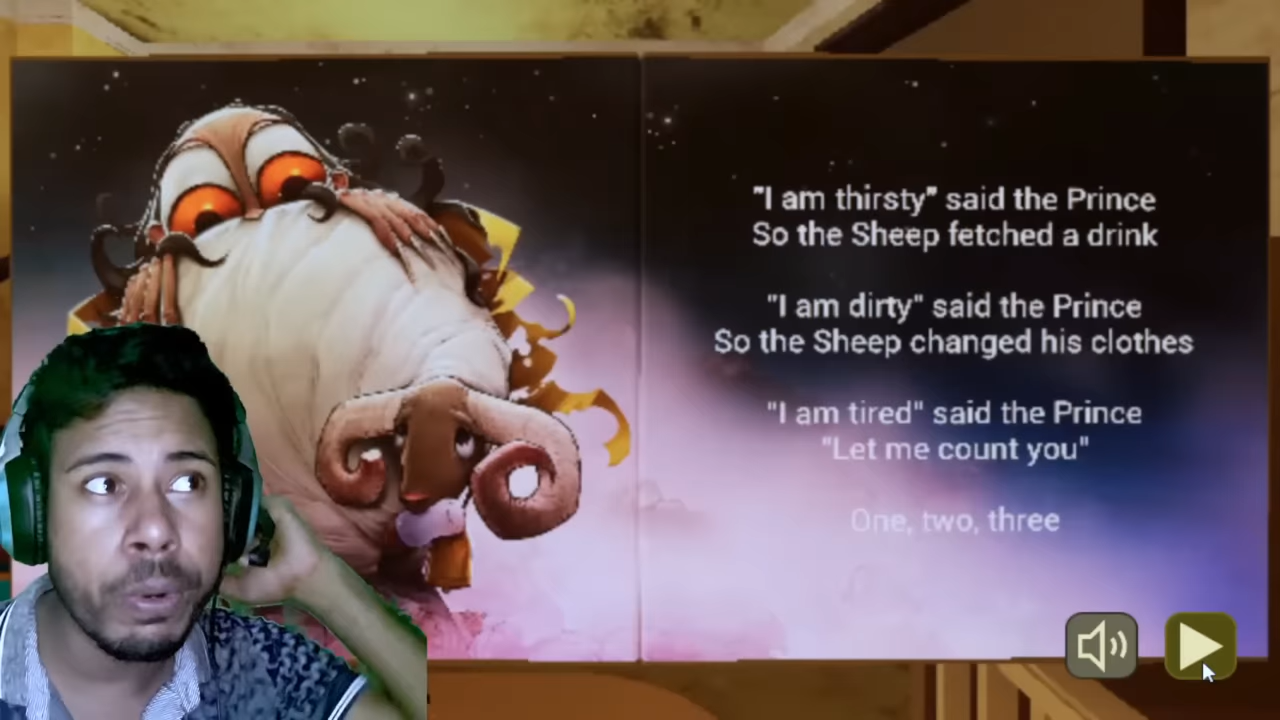 "I am thirsty" said the Prince
So the Sheep fetched a drink
"I am dirty" said the Prince
So the Sheep changed his clothes
"I am tired" said the Prince
"Let me count you"
One, two, three